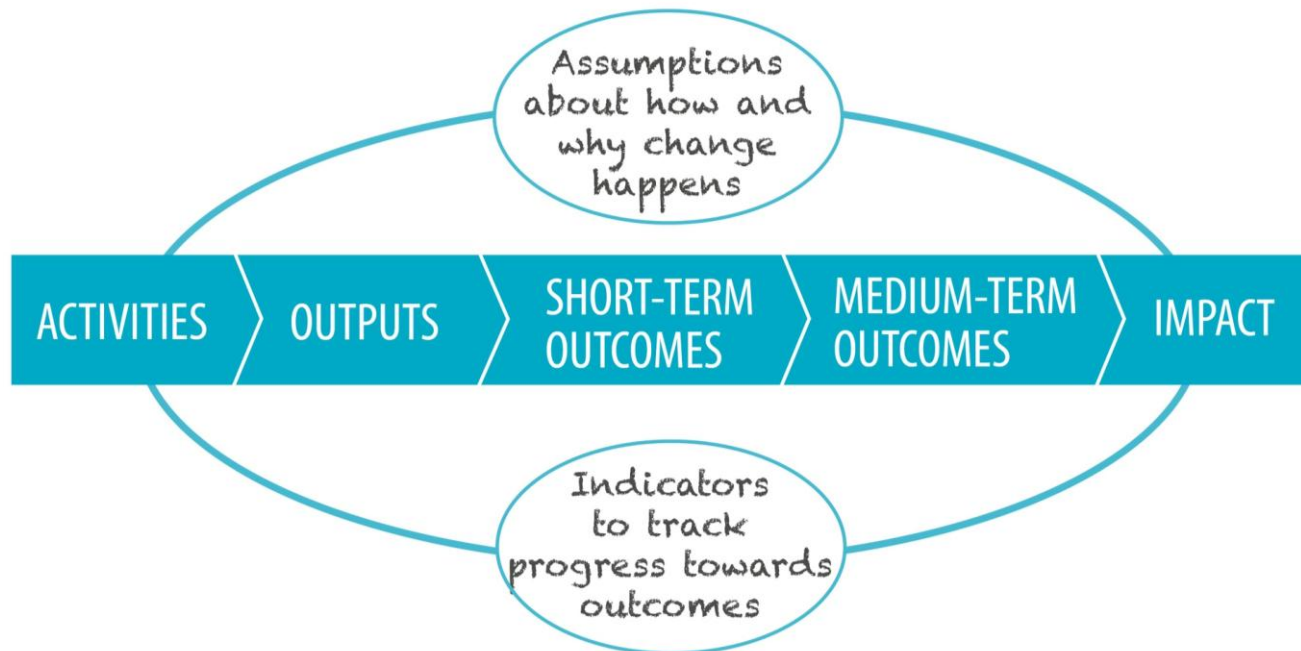 Assumptions
about how and
why change
happens
ACTIVITIES
OUTPUTS
SHORT-TERM
OUTCOMES
MEDIUM-TERM
OUTCOMES
IMPACT
Indicators
to track
progress towards
outcomes